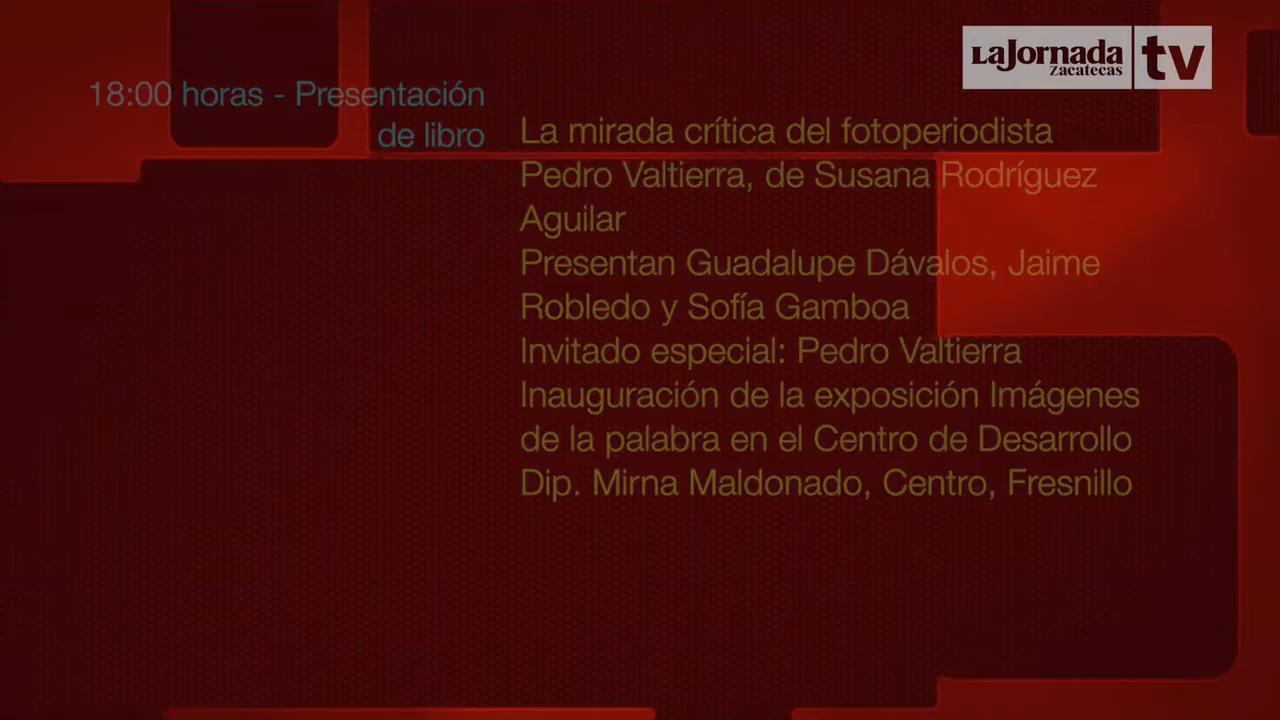 LaJornada
Zacatecas
tv
18:00 horas - Presentación
de libro
La mirada crítica del fotoperiodista
Pedro Valtierra, de Susana Rodríguez
Aguilar
Presentan Guadalupe Dávalos, Jaime
Robledo y Sofía Gamboa
Invitado especial: Pedro Valtierra
Inauguración de la exposición Imágenes
de la palabra en el Centro de Desarrollo
Dip. Mirna Maldonado, Centro, Fresnillo